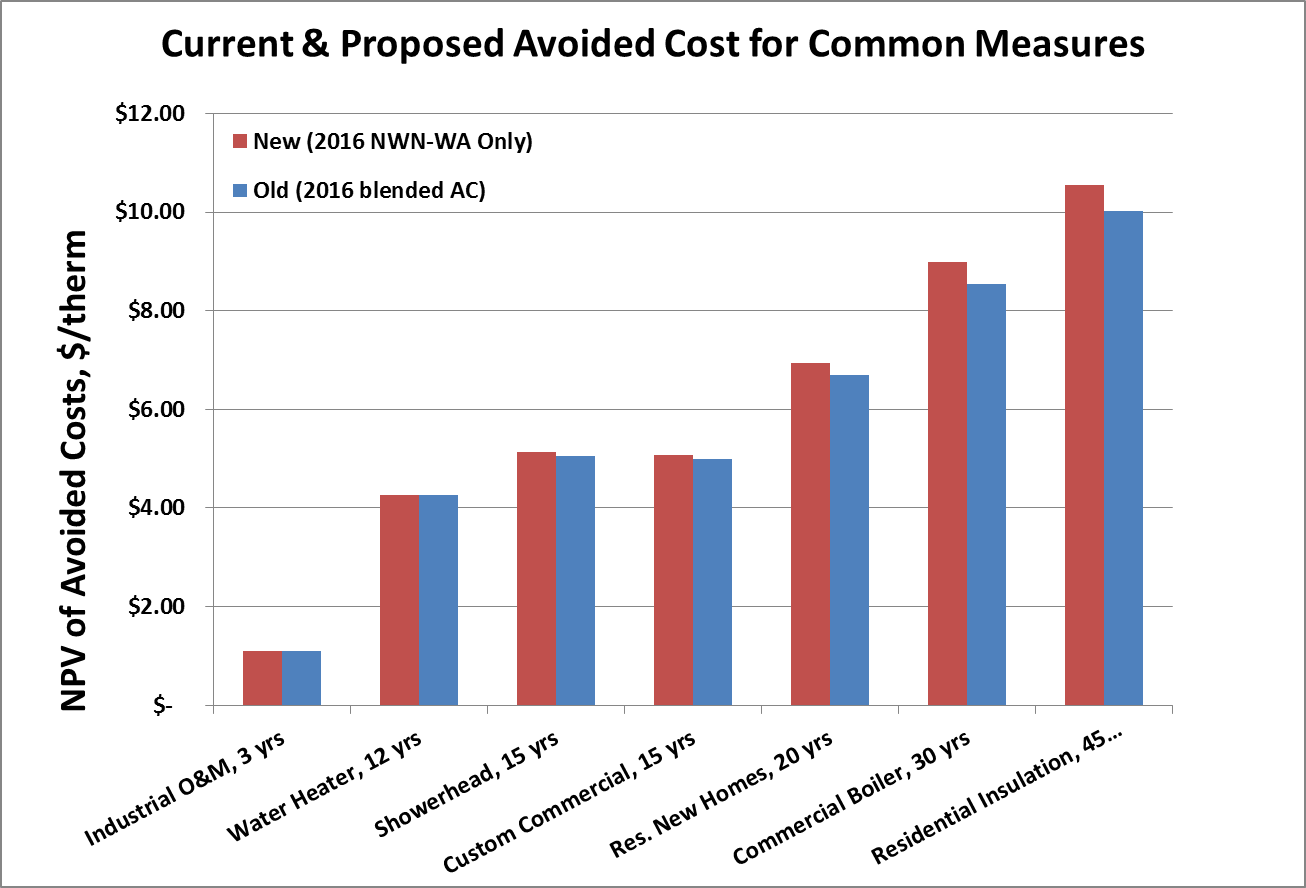 Current & Proposed Avoided Cost for Common Measures
NPV of Avoided Costs, $/therm
$12.00
$10.00
$8.00
$6.00
$4.00
$2.00
$-
New (2016 NWN-WA Only)
Old (2016 blended AC)
Industrial O&M, 3 yrs
Water Heater, 12 yrs
Showerhead, 15 yrs
Custom Commercial, 15 yrs
Res. New Homes, 20 yrs
Commercial Boiler, 30 yrs
Residential Insulation, 45...